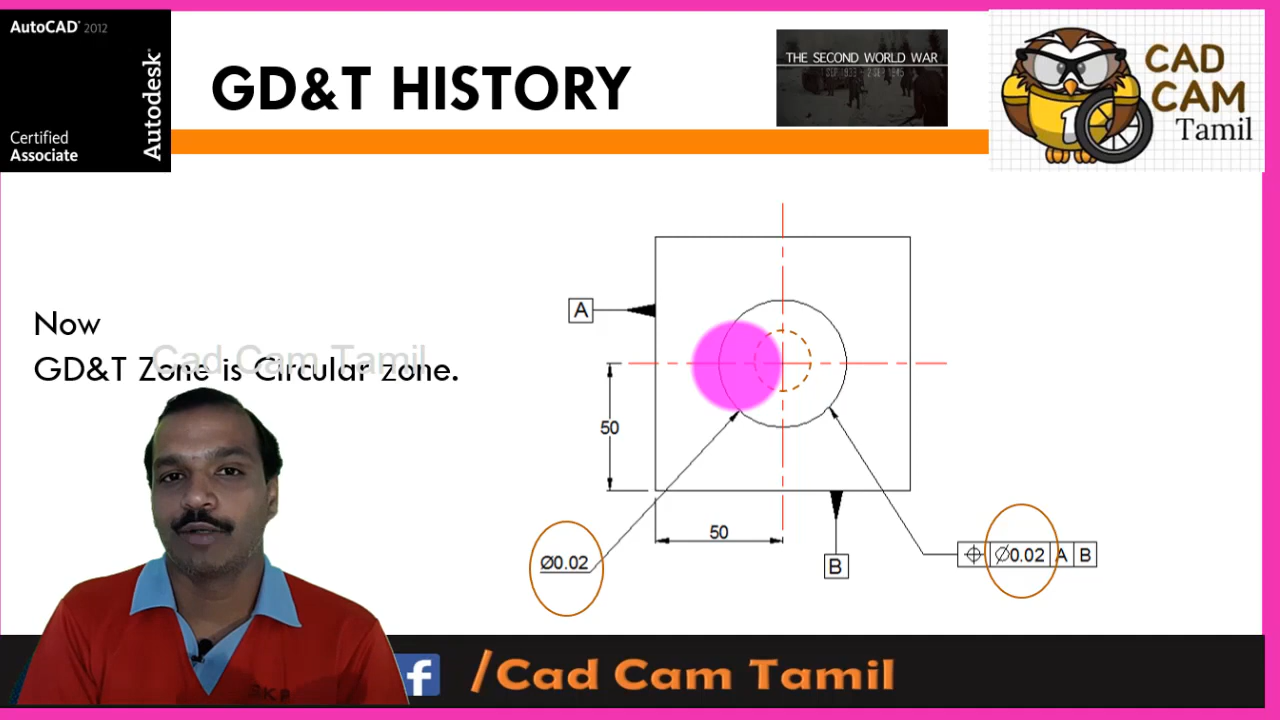 AutoCAD® 2012
Autodesk®
Certified
Associate
GD&T HISTORY
THE SECOND WORLD WAR
CAD
CAM
Tamil
Now
GD&T Zone is Circular zone.
Cad Cam Tamil
A
50
50
B
Ø0.02
Ø0.02 A B
SKP
f /Cad Cam Tamil